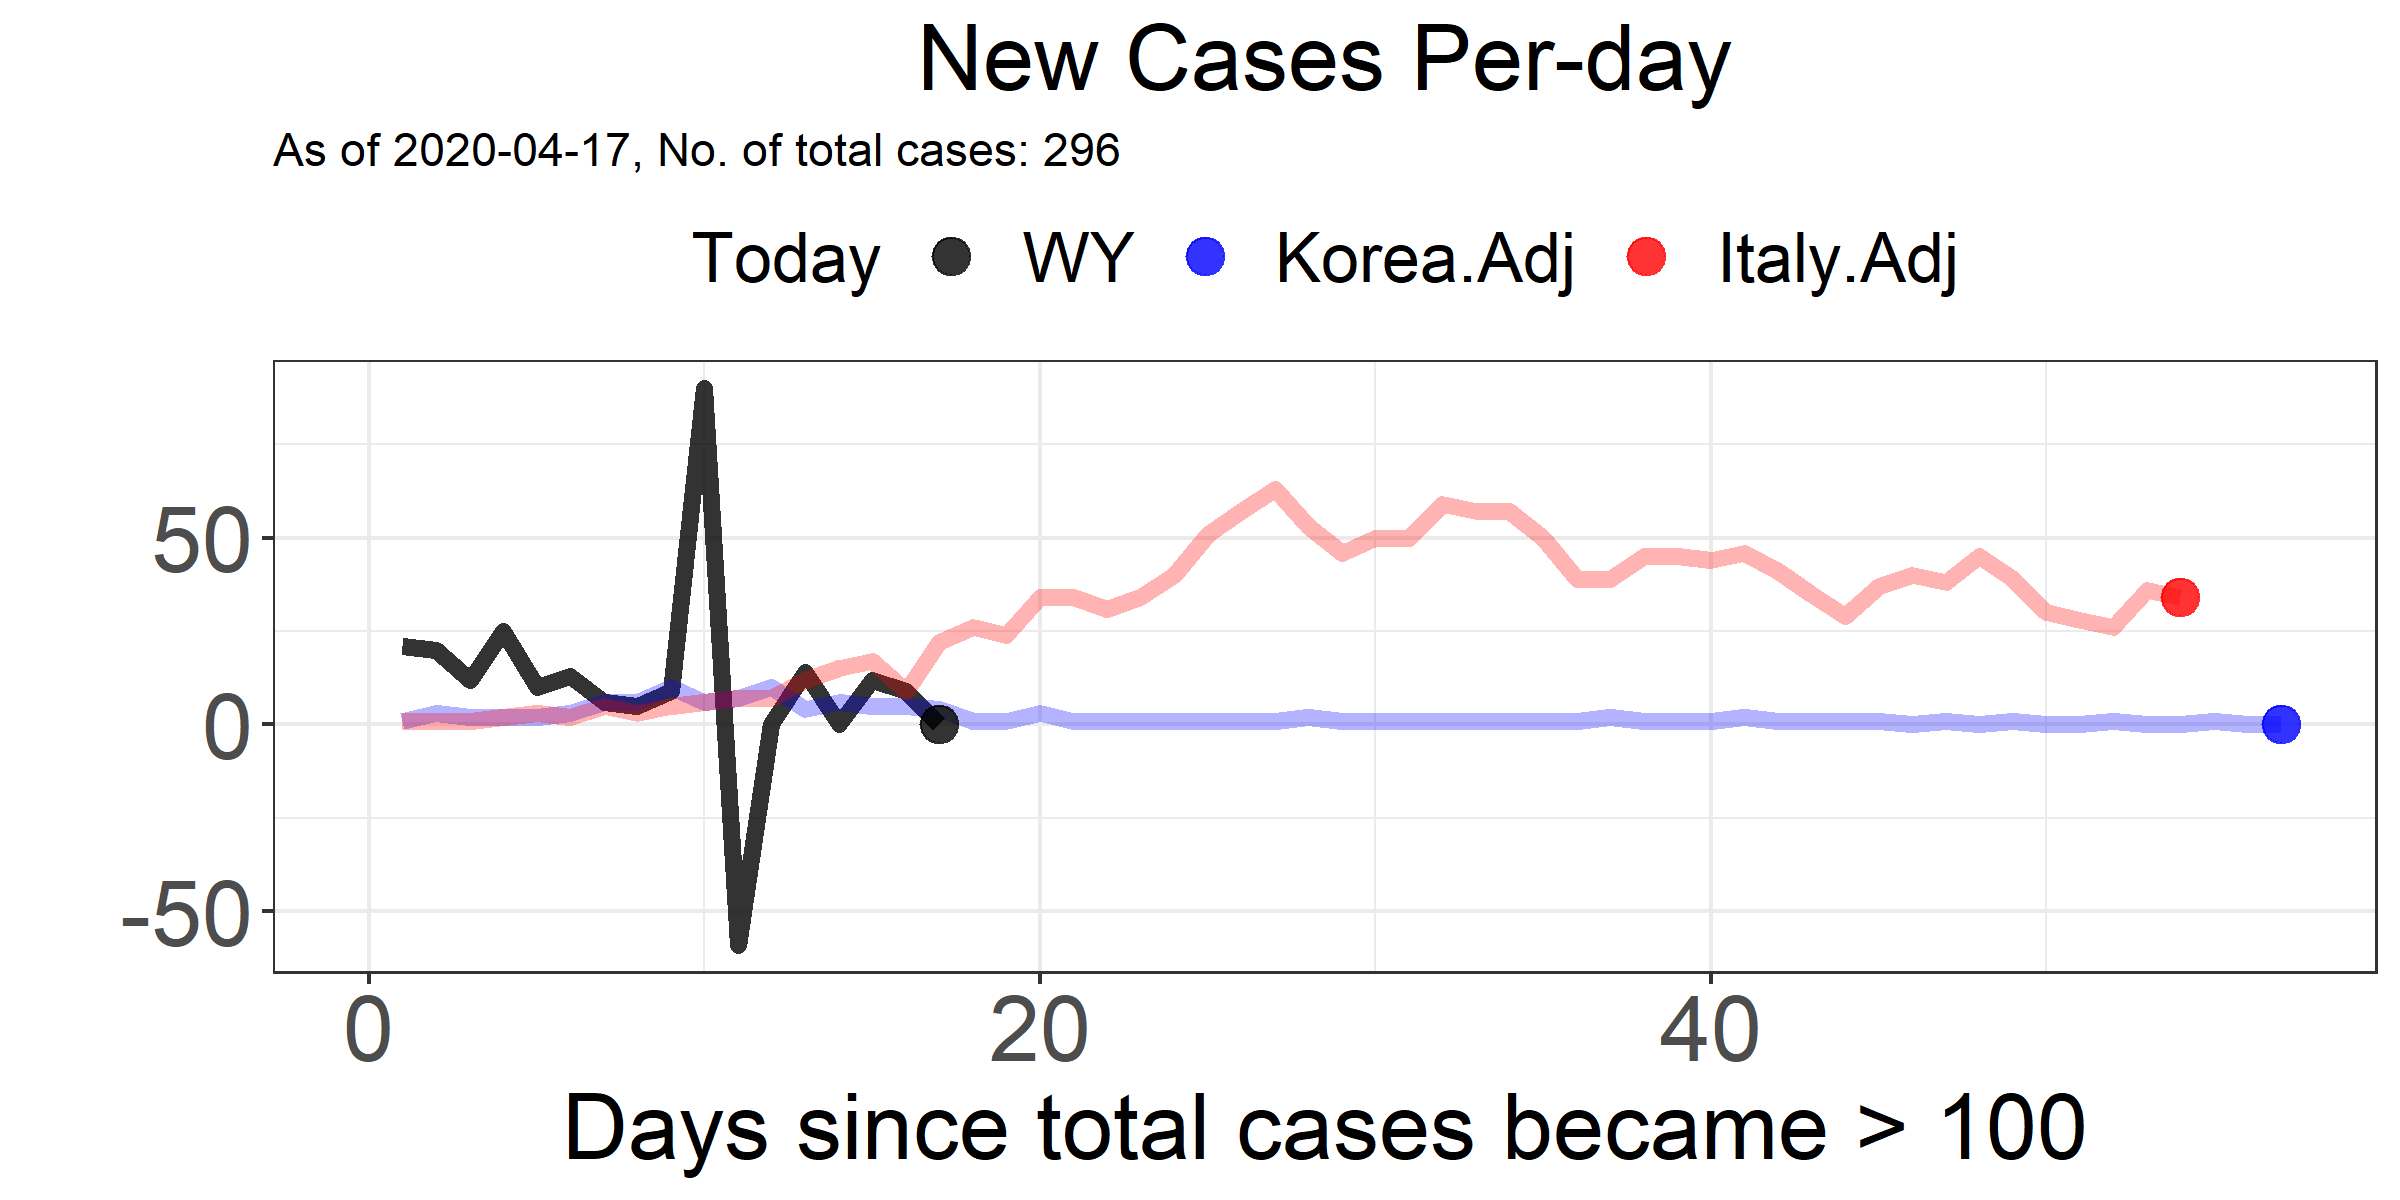 New Cases Per-day
As of 2020-04-17, No. of total cases: 296
Today WY Korea.Adj Italy.Adj
50
0
-50
0 20 40
Days since total cases became > 100